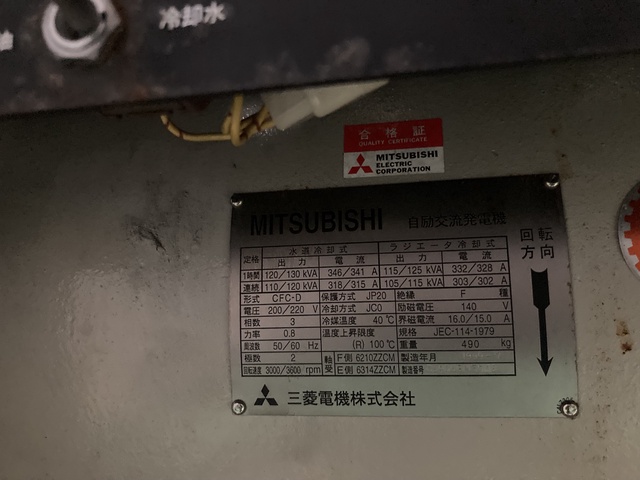 油
冷却水
合格証
QUALITY CERTIFICATE
MITSUBISHI
ELECTRIC
CORPORATION
MITSUBISHI 自励交流発電機
定格 水道冷却式 ラジエータ冷却式
出力 電流 出力 電流
1時間 120/130 kVA 346/341 A 115/125 kVA 332/328 A
連続 110/120 kVA 318/315 A 105/115 kVA 303/302 A
形式 CFC-D 保護方式 JP20 絶縁 F 種
電圧 200/220 V 冷却方式 JC0 励磁電圧 140 V
相数 3 冷媒温度 40℃ 界磁電流 16.0/15.0 A
力率 0.8 温度上昇限度 規格 JEC-114-1979
周波数 50/60 Hz (R) 100℃ 重量 490 kg
極数 2 軸受 F側 6210ZZCM 製造年月
回転速度 3000/3600 rpm E側 6314ZZCM 製造番号
三菱電機株式会社
回転
方向